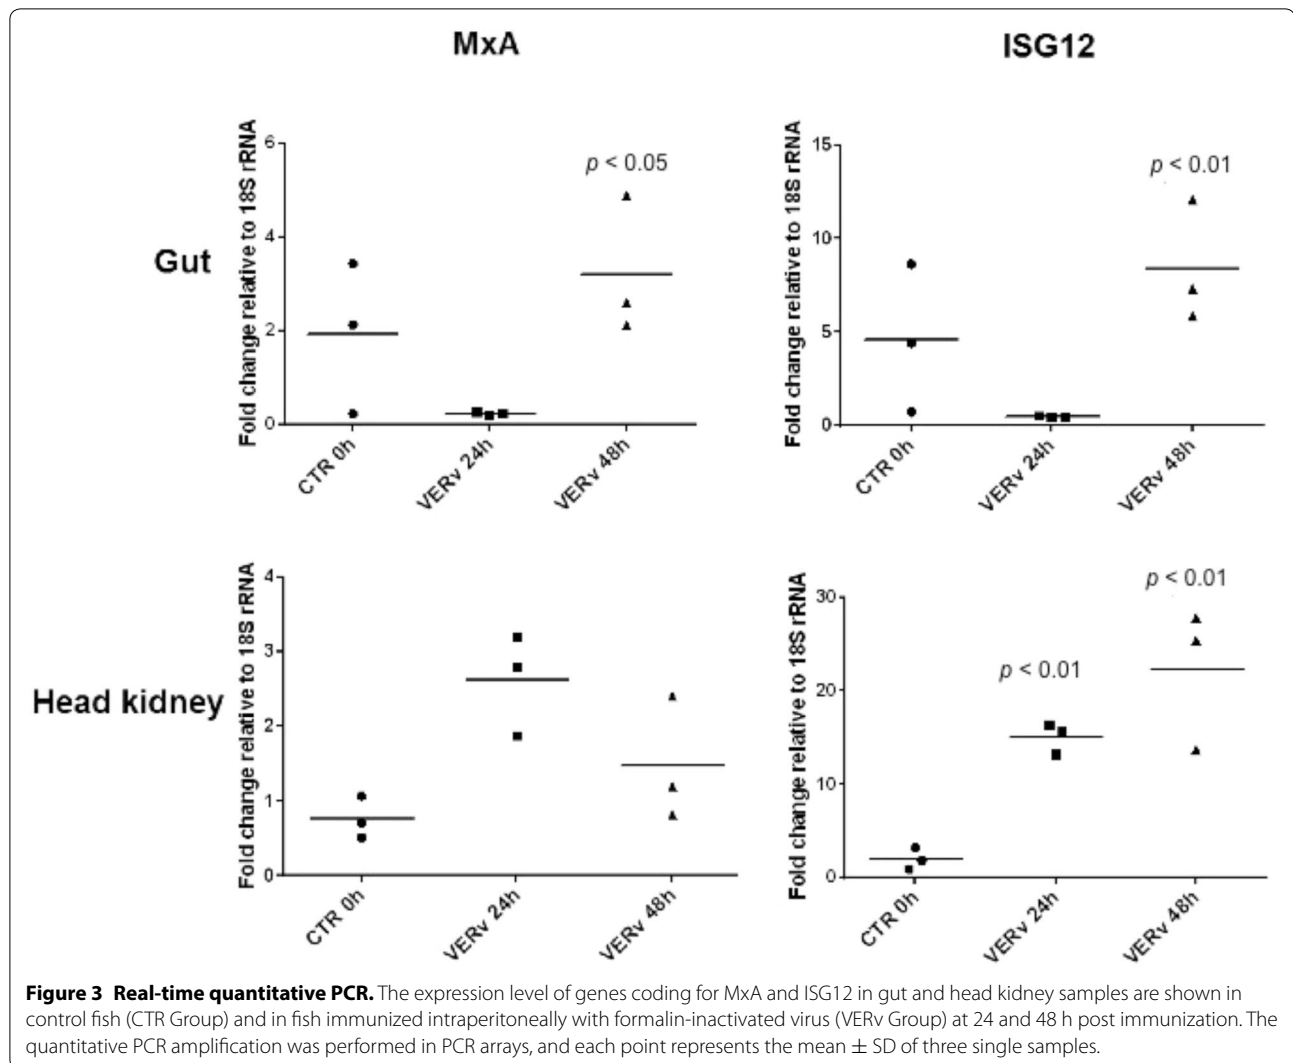 MxA
ISG12
Gut
Fold change relative to 18S rRNA
6
4
2
0
p < 0.05
CTR 0h
VERv 24h
VERv 48h
Fold change relative to 18S rRNA
15
10
5
0
p < 0.01
CTR 0h
VERv 24h
VERv 48h
Head kidney
Fold change relative to 18S rRNA
4
3
2
1
0
CTR 0h
VERv 24h
VERv 48h
Fold change relative to 18S rRNA
30
20
10
0
p < 0.01
p < 0.01
CTR 0h
VERv 24h
VERv 48h
Figure 3 Real-time quantitative PCR. The expression level of genes coding for MxA and ISG12 in gut and head kidney samples are shown in
control fish (CTR Group) and in fish immunized intraperitoneally with formalin-inactivated virus (VERv Group) at 24 and 48 h post immunization. The
quantitative PCR amplification was performed in PCR arrays, and each point represents the mean ± SD of three single samples.